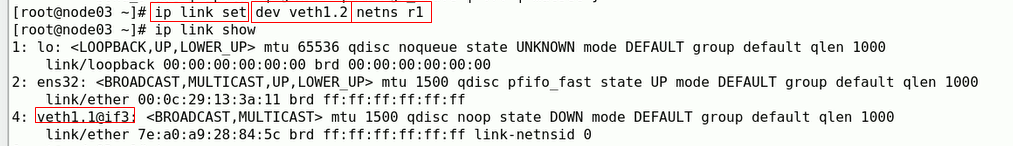 [root@node03 ~]# ip link set dev veth1.2 netns r1
[root@node03 ~]# ip link show
1: lo: <LOOPBACK,UP,LOWER_UP> mtu 65536 qdisc noqueue state UNKNOWN mode DEFAULT group default qlen 1000
    link/loopback 00:00:00:00:00:00 brd 00:00:00:00:00:00
2: ens32: <BROADCAST,MULTICAST,UP,LOWER_UP> mtu 1500 qdisc pfifo_fast state UP mode DEFAULT group default qlen 1000
    link/ether 00:0c:29:13:3a:11 brd ff:ff:ff:ff:ff:ff
4: veth1.1@if3: <BROADCAST,MULTICAST> mtu 1500 qdisc noop state DOWN mode DEFAULT group default qlen 1000
    link/ether 7e:a0:a9:28:84:5c brd ff:ff:ff:ff:ff:ff link-netnsid 0